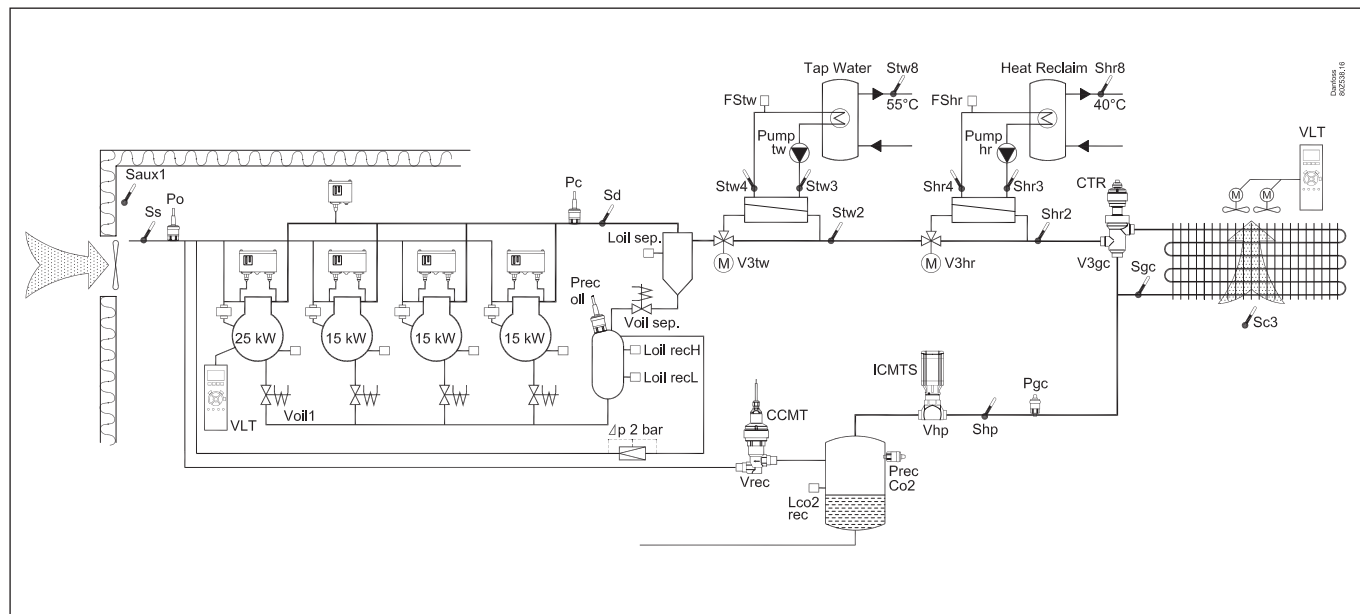 Tap Water
Stw8
Heat Reclaim
Shr8
Danfoss
80Z538.16
FStw
55°C
FShr
40°C
VLT
Pump
tw
Pump
hr
Saux1
Po
Ss
Pc
Sd
Stw4
Stw3
Shr4
Shr3
CTR
M
M
Stw2
Shr2
Loil sep.
M
V3tw
M
V3hr
V3gc
Sgc
Prec
oil
Voil sep.
Sc3
25 kW
15 kW
15 kW
15 kW
Loil recH
Loil recL
ICMTS
Pgc
Voil1
VLT
CCMT
Vhp
Shp
⊿p 2 bar
Vrec
Prec
Co2
Lco2
rec